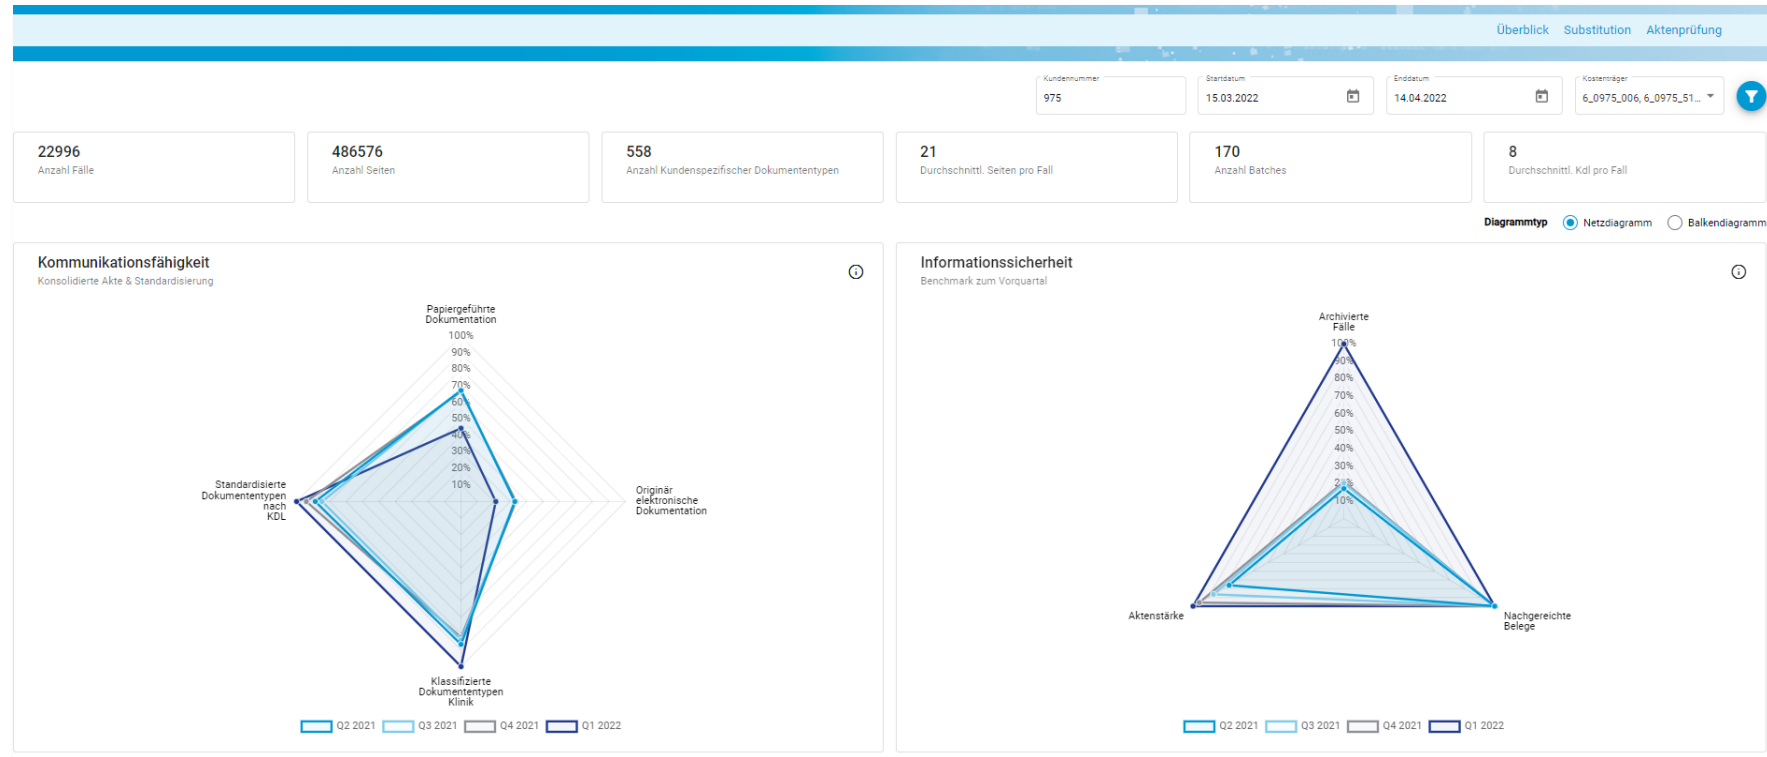 Überblick Substitution Aktenprüfung
Kundennummer
975
Startdatum
15.03.2022
Enddatum
14.04.2022
Kostenträger
6_0975_006, 6_0975_51...
22996
Anzahl Fälle
486576
Anzahl Seiten
558
Anzahl Kundenspezifischer Dokumententypen
21
Durchschnittl. Seiten pro Fall
170
Anzahl Batches
8
Durchschnittl. Kdl pro Fall
Diagrammtyp Netzdiagramm Balkendiagramm
Kommunikationsfähigkeit
Konsolidierte Akte & Standardisierung
Papiergeführte
Dokumentation
100%
90%
80%
70%
60%
50%
40%
30%
20%
10%
Standardisierte
Dokumententypen
nach
KDL
Originär
elektronische
Dokumentation
Klassifizierte
Dokumententypen
Klinik
Q2 2021 Q3 2021 Q4 2021 Q1 2022
Informationssicherheit
Benchmark zum Vorquartal
Archivierte
Fälle
100%
90%
80%
70%
60%
50%
40%
30%
20%
10%
Aktenstärke
Nachgereichte
Belege
Q2 2021 Q3 2021 Q4 2021 Q1 2022